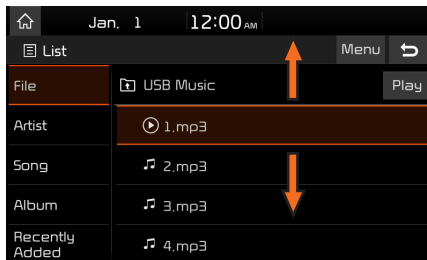 Jan. 1 12:00 AM
List Menu
File USB Music Play
Artist 1.mp3
Song 2.mp3
Album 3.mp3
Recently Added 4.mp3